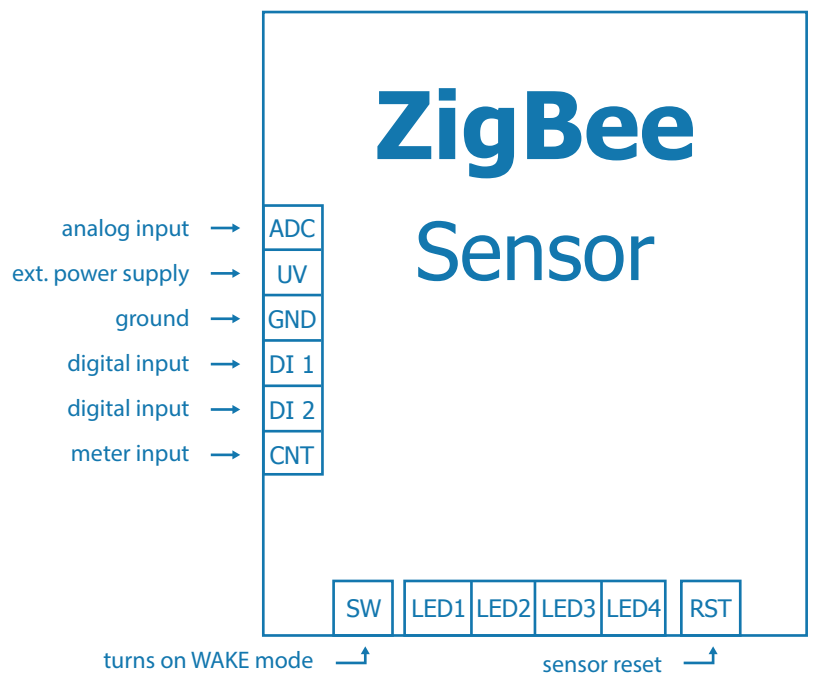 ZigBee
Sensor
analog input → ADC
ext. power supply → UV
ground → GND
digital input → DI 1
digital input → DI 2
meter input → CNT
SW LED1 LED2 LED3 LED4 RST
turns on WAKE mode
sensor reset